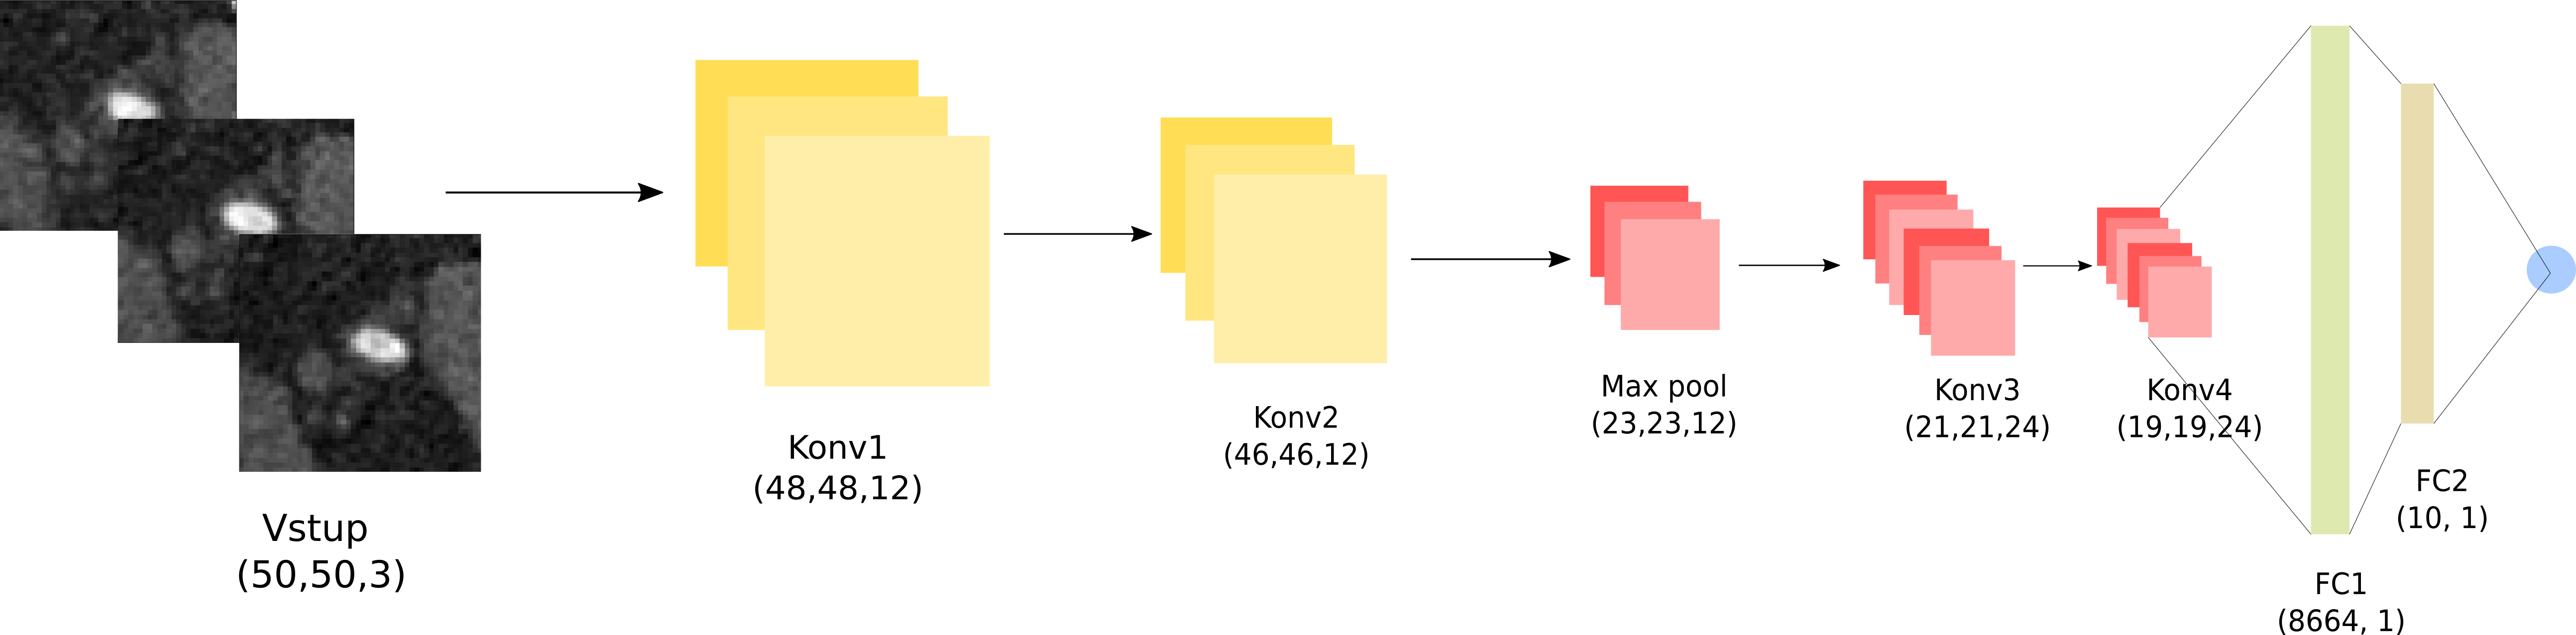 Vstup
(50,50,3)
Konv1
(48,48,12)
Konv2
(46,46,12)
Max pool
(23,23,12)
Konv3
(21,21,24)
Konv4
(19,19,24)
FC1
(8664, 1)
FC2
(10, 1)